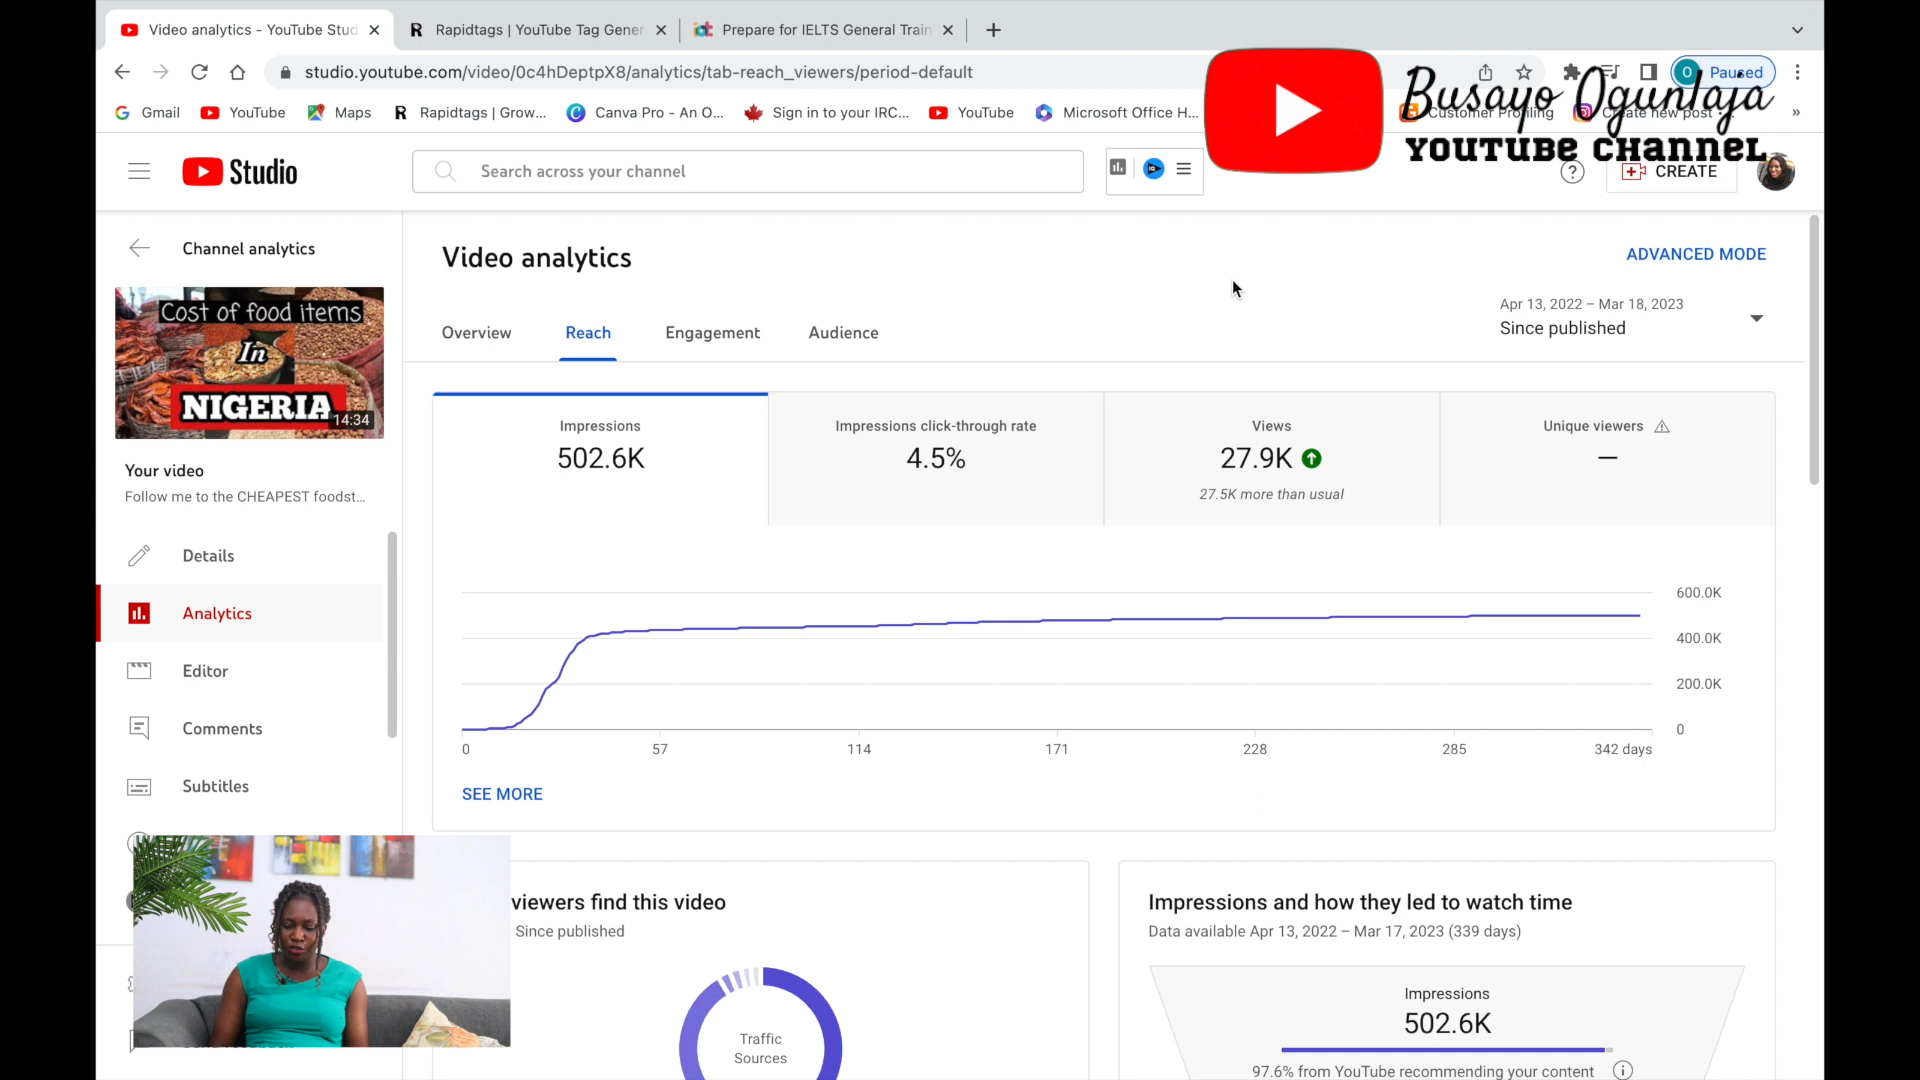 Video analytics - YouTube Stud
Rapidtags | YouTube Tag Gener
Prepare for IELTS General Train
studio.youtube.com/video/0c4hDeptpX8/analytics/tab-reach_viewers/period-default
O Paused
Gmail
YouTube
Maps
R Rapidtags | Grow...
Canva Pro - An O...
Sign in to your IRC...
YouTube
Microsoft Office H...
Customer Profiling
Create new post
»
Busayo Oguntaja
YOUTUBE CHANNEL
Studio
Search across your channel
CREATE
Channel analytics
Cost of food items
In
NIGERIA
14:34
Your video
Follow me to the CHEAPEST foodst...
Details
Analytics
Editor
Comments
Subtitles
Video analytics
ADVANCED MODE
Apr 13, 2022 – Mar 18, 2023
Since published
Overview
Reach
Engagement
Audience
Impressions
502.6K
Impressions click-through rate
4.5%
Views
27.9K
27.5K more than usual
Unique viewers
—
600.0K
400.0K
200.0K
0
0 57 114 171 228 285 342 days
SEE MORE
viewers find this video
Since published
Traffic
Sources
Impressions and how they led to watch time
Data available Apr 13, 2022 – Mar 17, 2023 (339 days)
Impressions
502.6K
97.6% from YouTube recommending your content